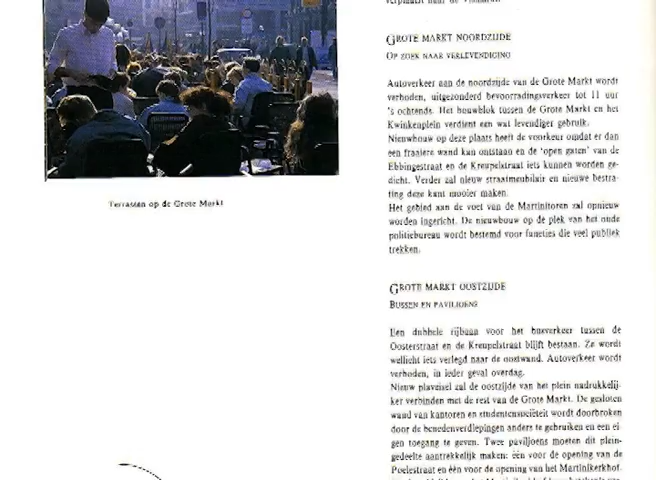 Terrassen op de Grote Markt
verplaatst naar de
GROTE MARKT NOORDZIJDE
OP ZOEK NAAR VERLEVENDIGING
Autoverkeer aan de noordzijde van de Grote Markt wordt
verboden, uitgezonderd bevoorradingsverkeer tot 11 uur
's ochtends. Het bouwblok tussen de Grote Markt en het
Kwinkenplein verdient een wat levendiger gebruik.
Nieuwbouw op deze plaats heeft de voorkeur omdat er dan
een fraaiere wand kan ontstaan en de 'open gaten' van de
Ebbingestraat en de Kreupelstraat iets kunnen worden ge-
dicht. Verder zal nieuw straatmeubilair en nieuwe bestra-
ting deze kant mooier maken.
Het gebied aan de voet van de Martinitoren zal opnieuw
worden ingericht. De nieuwbouw op de plek van het oude
politiebureau wordt bestemd voor functies die veel publiek
trekken.
GROTE MARKT OOSTZIJDE
BUSSEN EN PAVILJOENS
Een dubbele rijbaan voor het busverkeer tussen de
Oosterstraat en de Kreupelstraat blijft bestaan. Ze wordt
wellicht iets verlegd naar de oostwand. Autoverkeer wordt
verboden, in ieder geval overdag.
Nieuw plaveisel zal de oostzijde van het plein nadrukkelij-
ker verbinden met de rest van de Grote Markt. De gesloten
wand van kantoren en studentensociëteit wordt doorbroken
door de benedenverdiepingen anders te gebruiken en een ei-
gen toegang te geven. Twee paviljoens moeten dit plein-
gedeelte aantrekkelijk maken: één voor de opening van de
Poelestraat en één voor de opening van het Martinikerkhof.